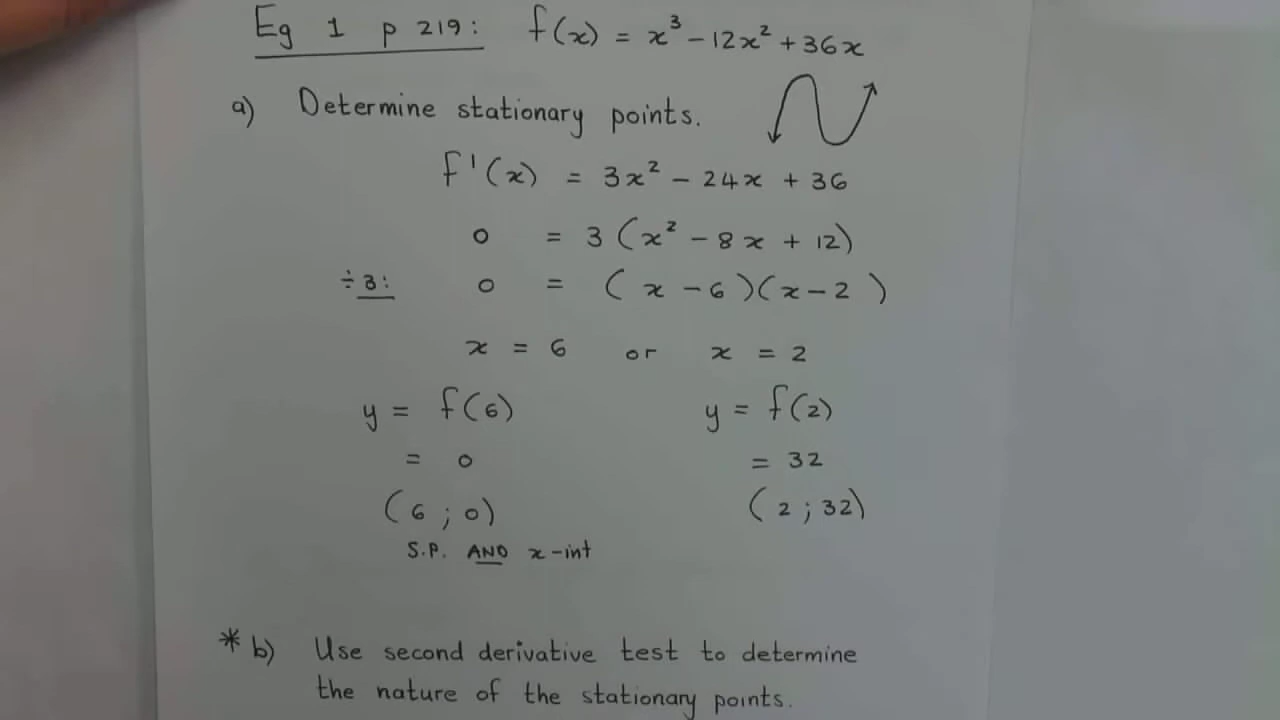 Eg 1 p 219: f(x) = x³ - 12x² + 36x
a) Determine stationary points.
f'(x) = 3x² - 24x + 36
0 = 3(x² - 8x + 12)
÷3: 0 = (x - 6)(x - 2)
x = 6 or x = 2
y = f(6) y = f(2)
= 0 = 32
(6 ; 0) (2 ; 32)
S.P. AND x-int
* b) Use second derivative test to determine
the nature of the stationary points.